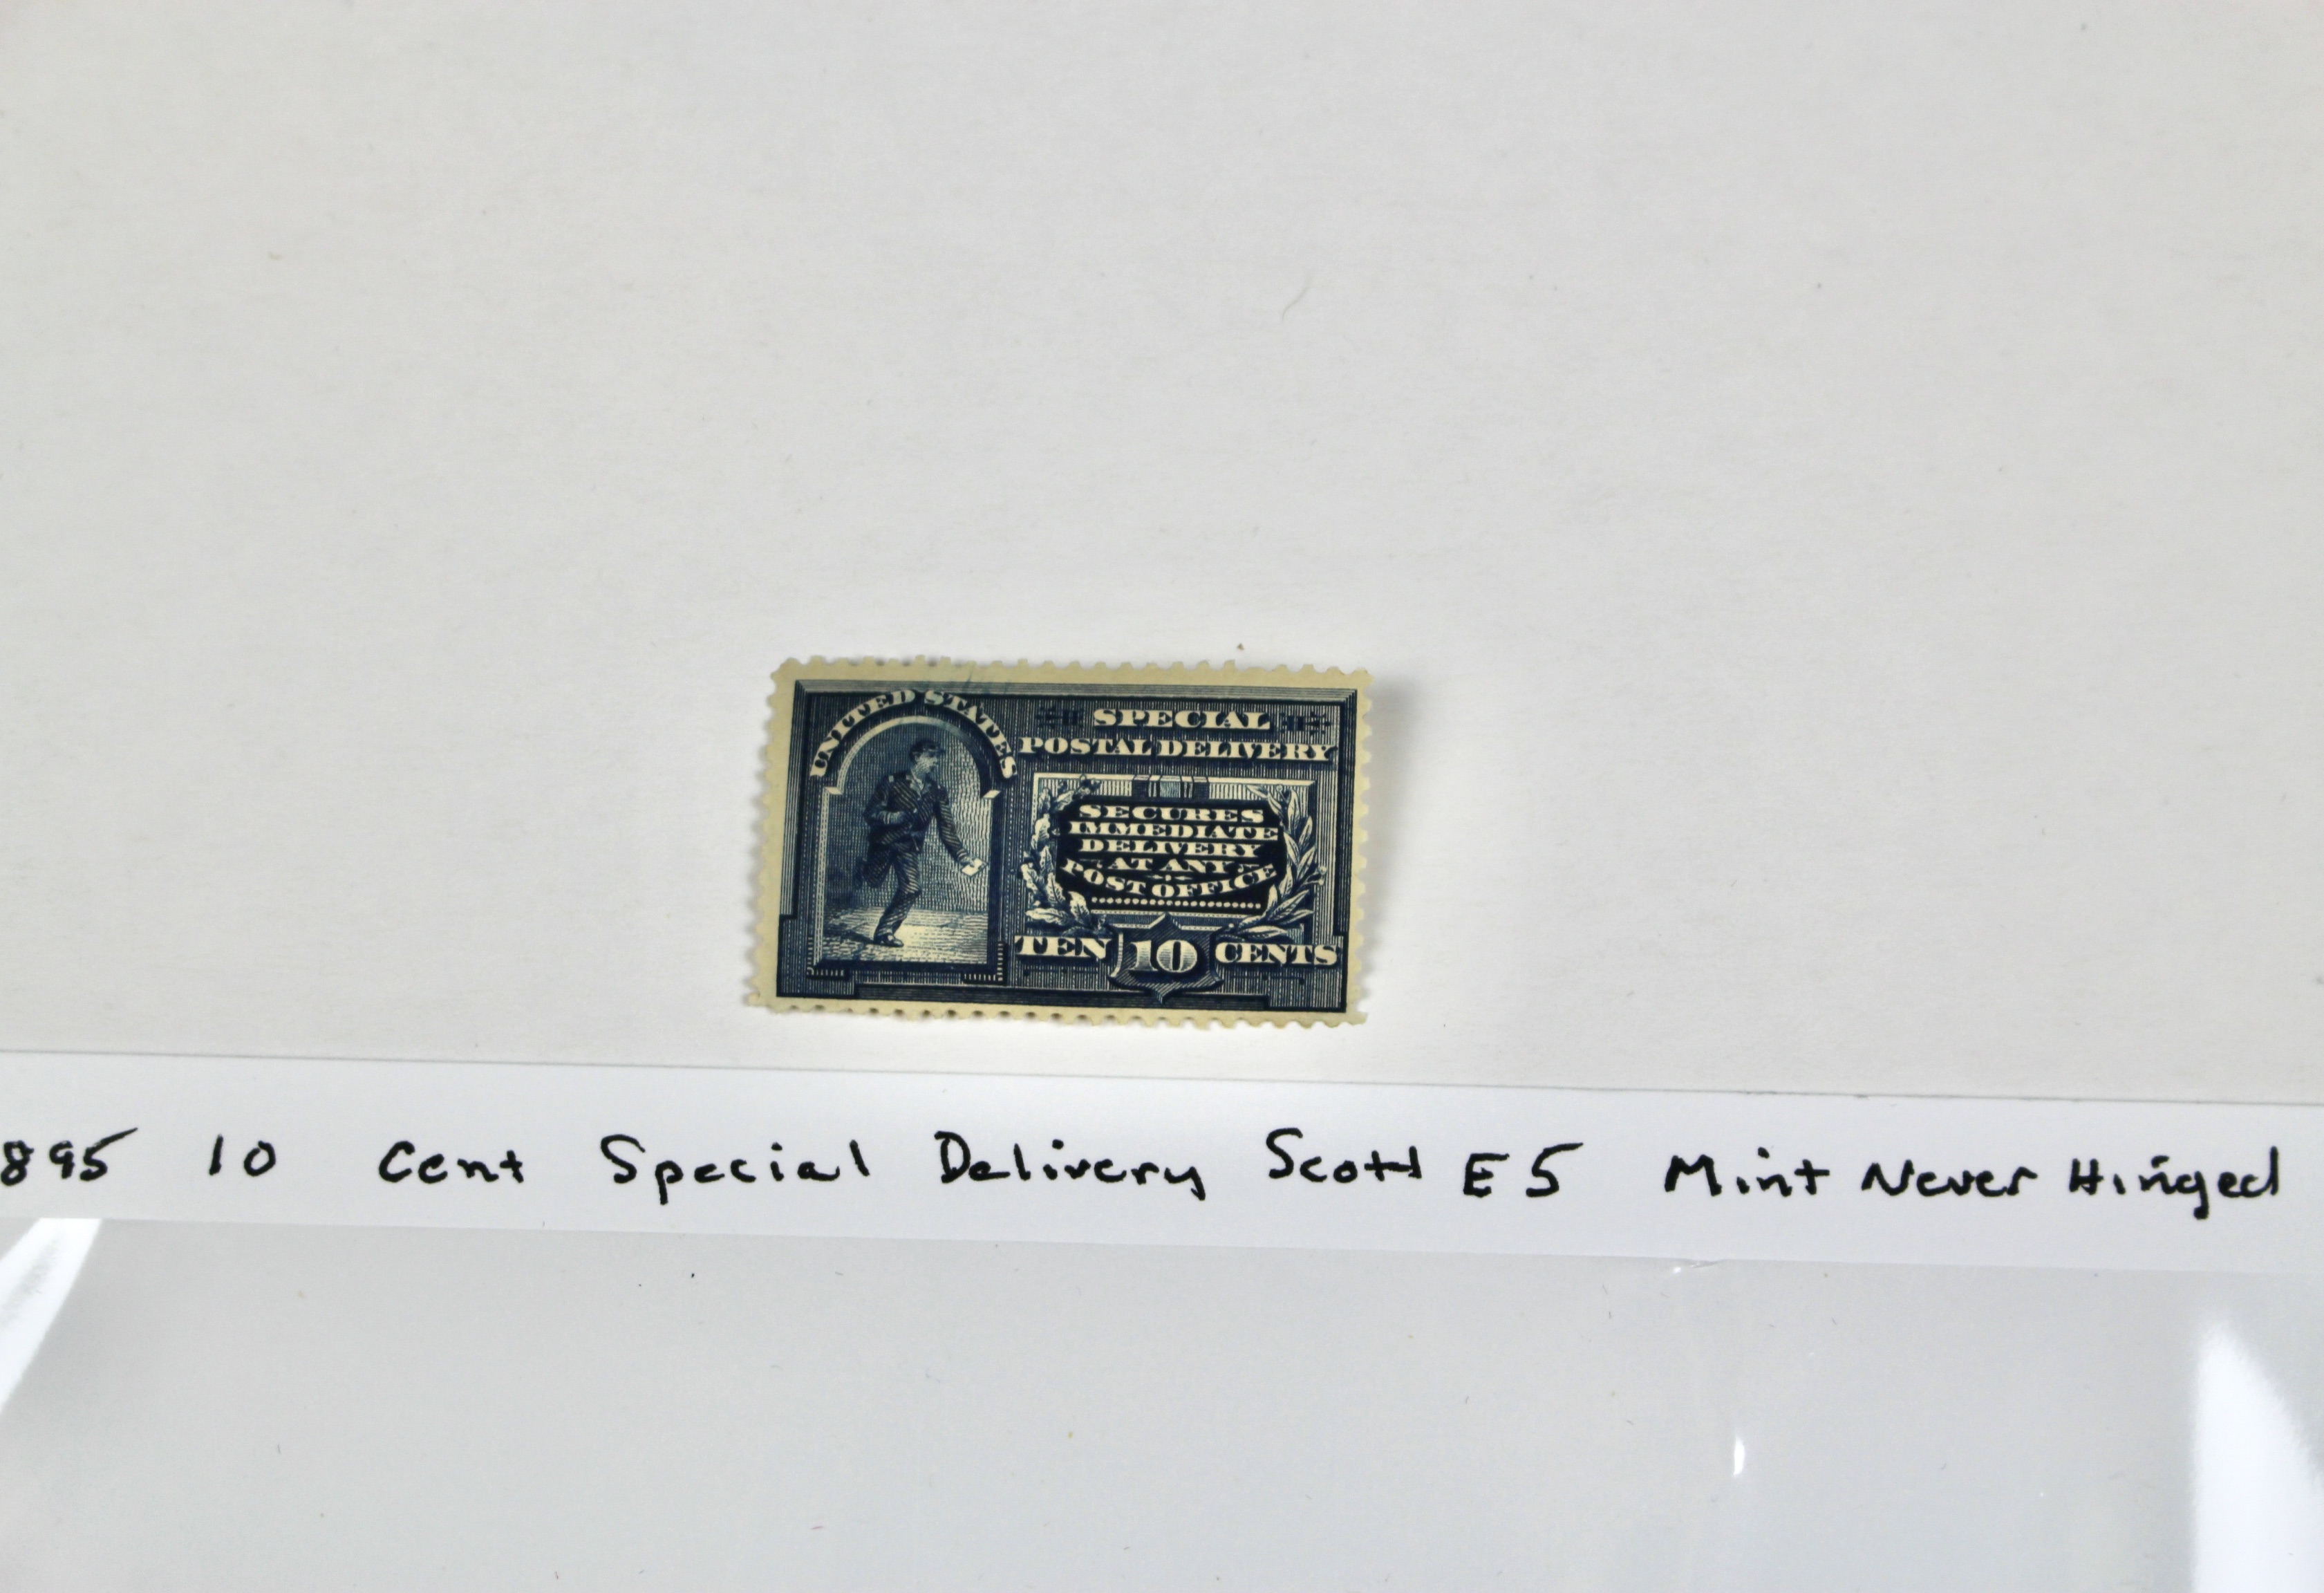 UNITED STATES
SPECIAL
POSTAL DELIVERY
SECURES
IMMEDIATE
DELIVERY
AT ANY
POST OFFICE
TEN 10 CENTS
895 10 Cent Special Delivery Scott E5 Mint Never Hinged